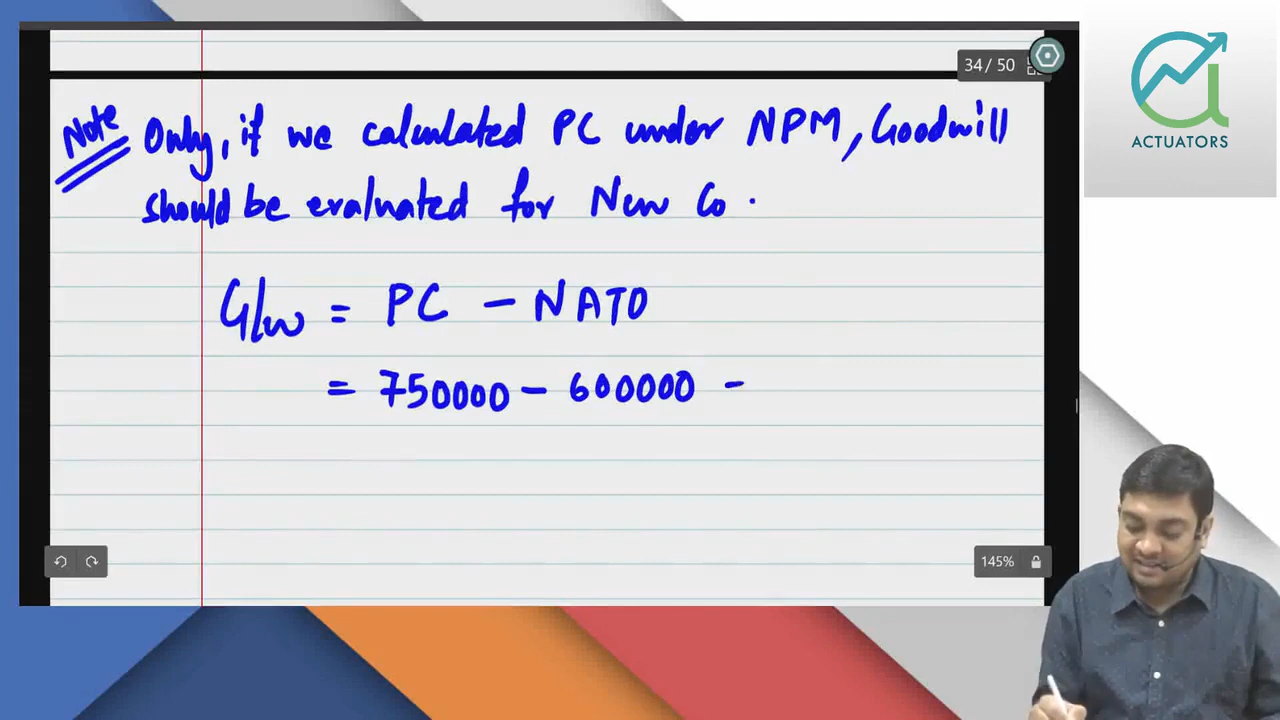 34 / 50
ACTUATORS
Note Only, if we calculated PC under NPM, Goodwill
should be evaluated for New Co.
G/w = PC - NATO
= 750000 - 600000 -
145%